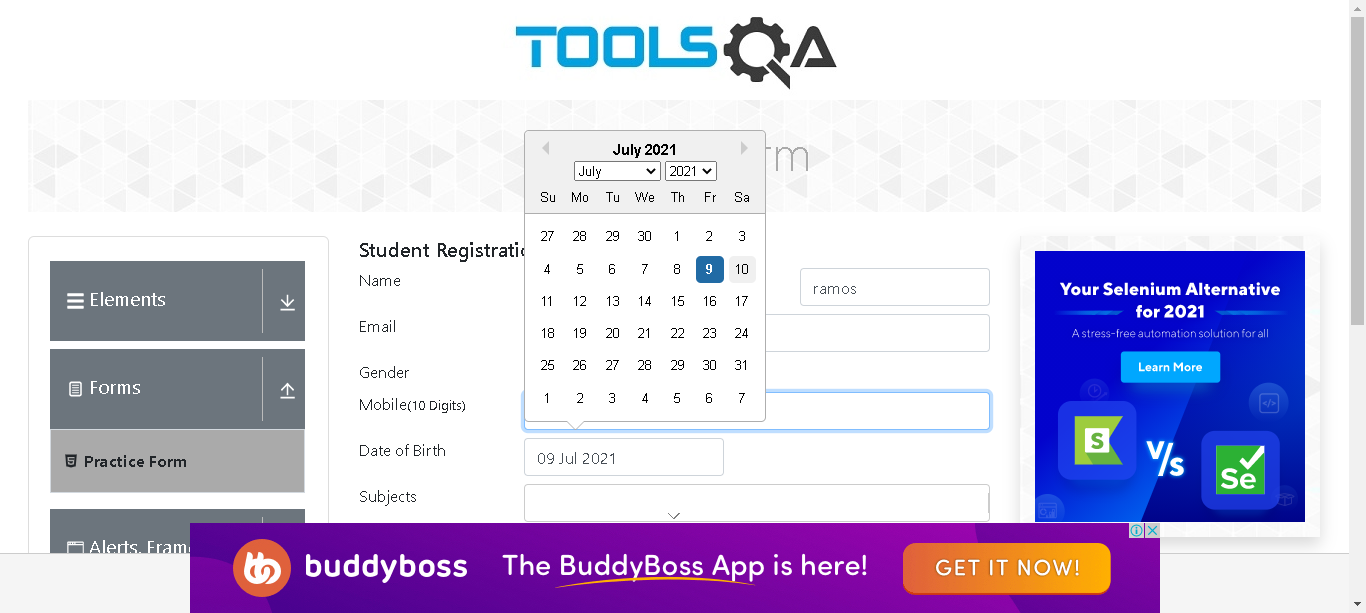 TOOLSQA
rm
July 2021
July 2021
Su Mo Tu We Th Fr Sa
27 28 29 30 1 2 3
4 5 6 7 8 9 10
11 12 13 14 15 16 17
18 19 20 21 22 23 24
25 26 27 28 29 30 31
1 2 3 4 5 6 7
Elements
Forms
Practice Form
Alerts, Fram
Student Registratio
Name
ramos
Email
Gender
Mobile(10 Digits)
Date of Birth
09 Jul 2021
Subjects
Your Selenium Alternative
for 2021
A stress-free automation solution for all
Learn More
S
V/s
Se
buddyboss
The BuddyBoss App is here!
GET IT NOW!